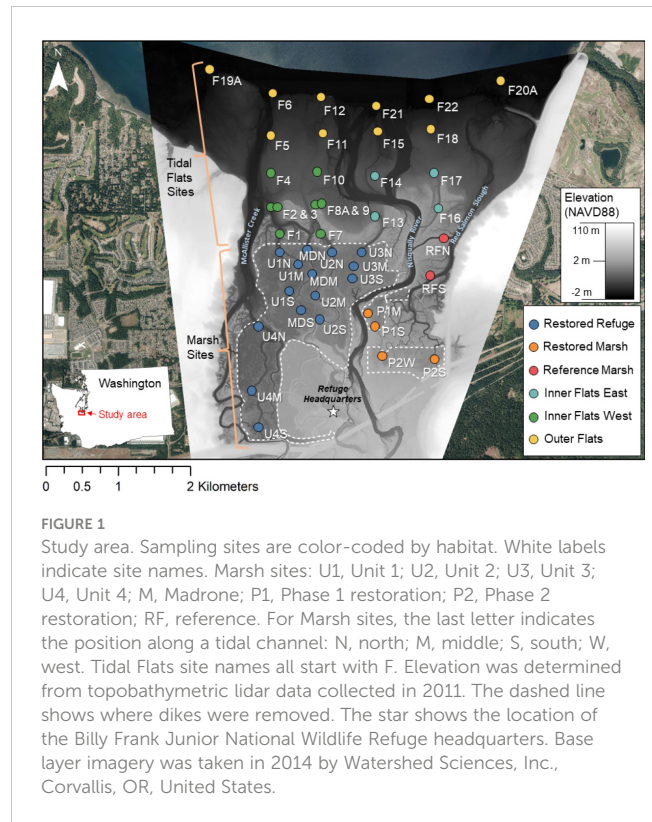 N
F19A
F20A
F6
F12
F21
F22
F5
F11
F15
F18
Tidal
Flats
Sites
F4
F10
F14
F17
F2 & 3
F8A & 9
F13
F16
McAllister Creek
Nisqually River
Red Salmon Slough
F1
F7
RFN
MDN
U1N
U2N
U3N
U1M
U3M
MDM
U3S
RFS
U1S
U2M
P1M
MDS
U2S
P1S
U4N
Marsh
Sites
P2W
P2S
U4M
Refuge
Headquarters
U4S
Washington
Study area
0 0.5 1 2 Kilometers
Elevation
(NAVD88)
110 m
2 m
-2 m
Restored Refuge
Restored Marsh
Reference Marsh
Inner Flats East
Inner Flats West
Outer Flats
FIGURE 1
Study area. Sampling sites are color-coded by habitat. White labels
indicate site names. Marsh sites: U1, Unit 1; U2, Unit 2; U3, Unit 3;
U4, Unit 4; M, Madrone; P1, Phase 1 restoration; P2, Phase 2
restoration; RF, reference. For Marsh sites, the last letter indicates
the position along a tidal channel: N, north; M, middle; S, south; W,
west. Tidal Flats site names all start with F. Elevation was determined
from topobathymetric lidar data collected in 2011. The dashed line
shows where dikes were removed. The star shows the location of
the Billy Frank Junior National Wildlife Refuge headquarters. Base
layer imagery was taken in 2014 by Watershed Sciences, Inc.,
Corvallis, OR, United States.